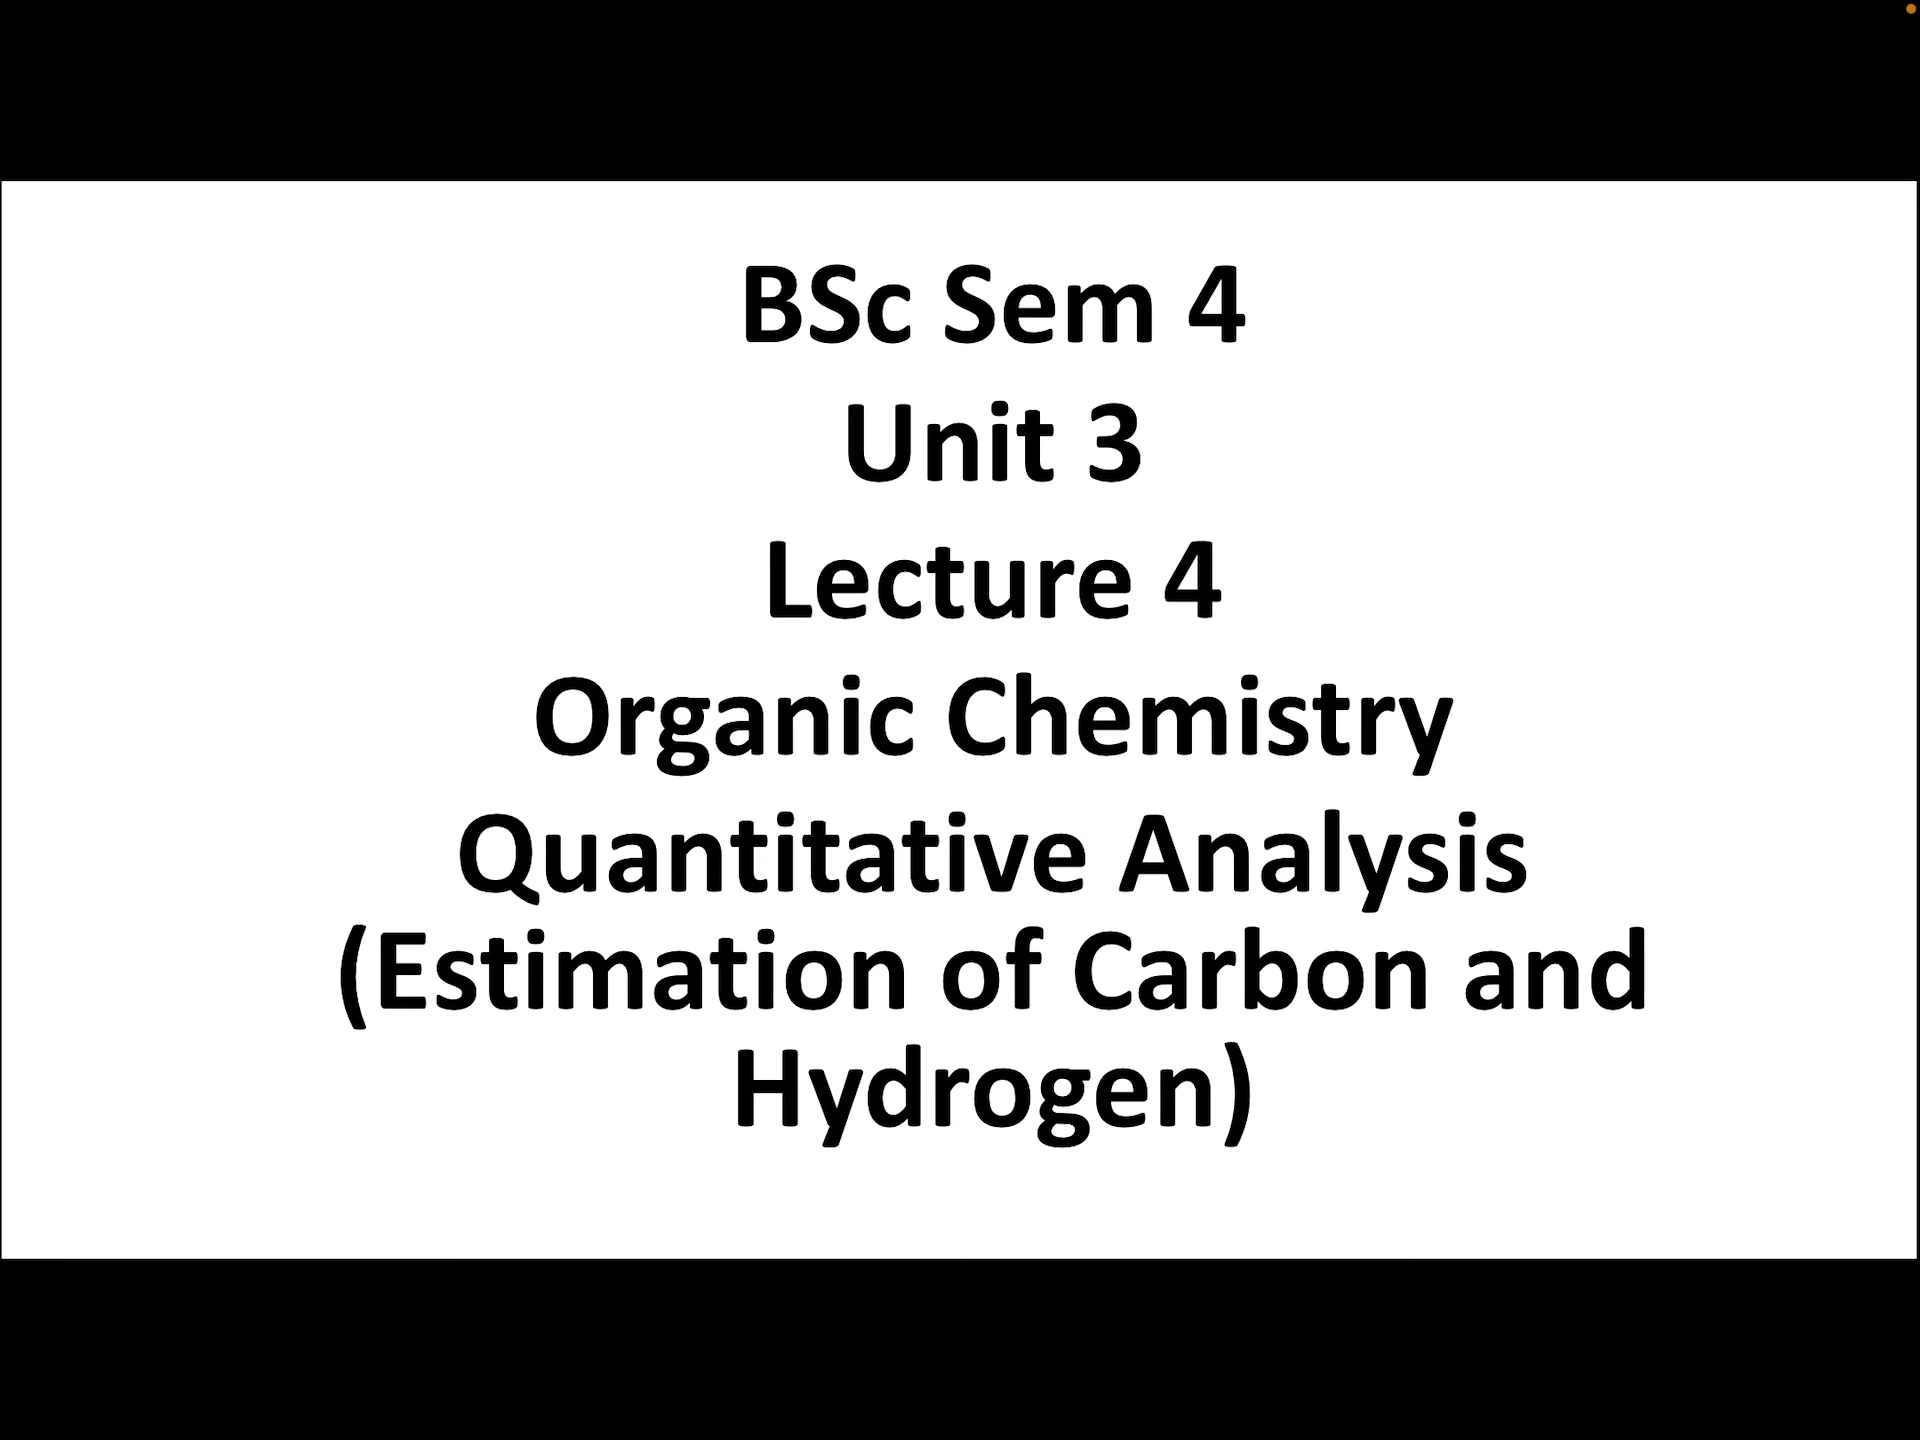 BSc Sem 4
Unit 3
Lecture 4
Organic Chemistry
Quantitative Analysis
(Estimation of Carbon and
Hydrogen)